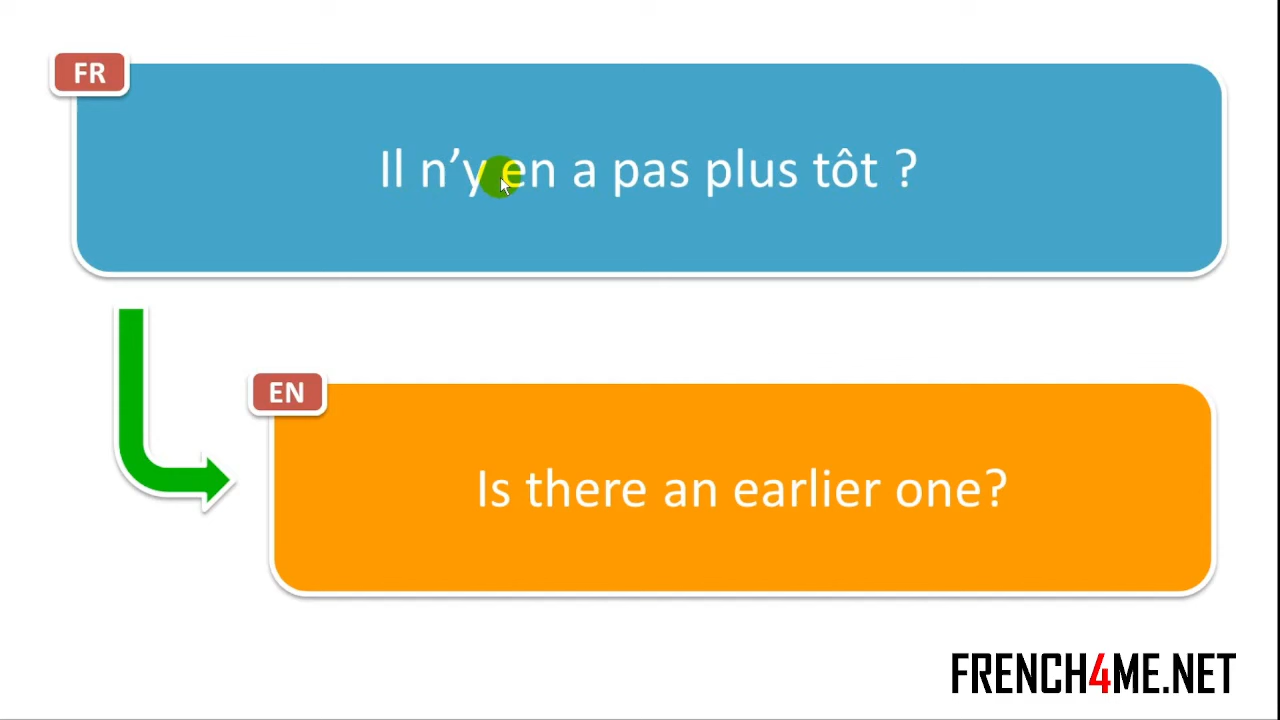 FR
Il n’y en a pas plus tôt ?
EN
Is there an earlier one?
FRENCH4ME.NET